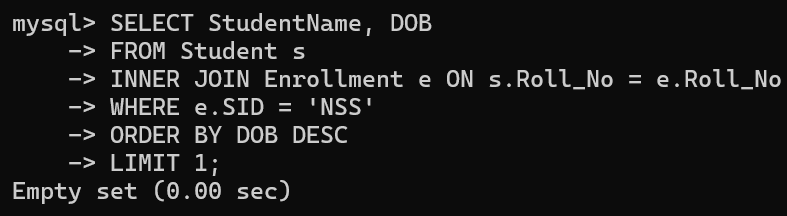 mysql> SELECT StudentName, DOB
    -> FROM Student s
    -> INNER JOIN Enrollment e ON s.Roll_No = e.Roll_No
    -> WHERE e.SID = 'NSS'
    -> ORDER BY DOB DESC
    -> LIMIT 1;
Empty set (0.00 sec)